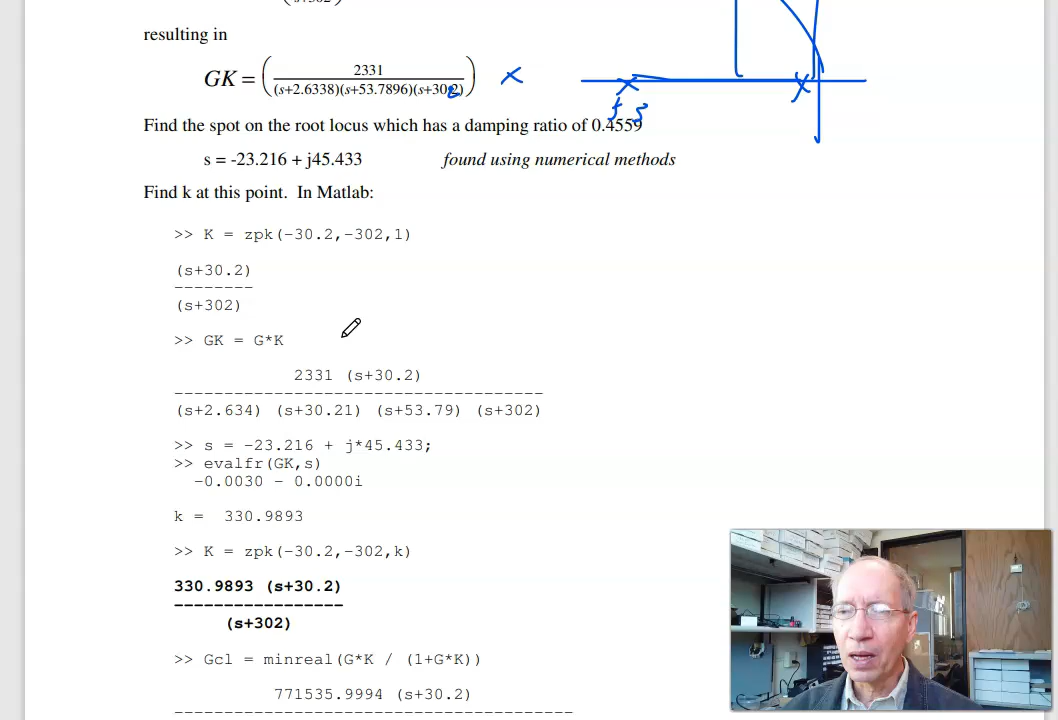 resulting in
GK = ( 2331 / (s+2.6338)(s+53.7896)(s+302) ) x
Find the spot on the root locus which has a damping ratio of 0.4559
s = -23.216 + j45.433 found using numerical methods
Find k at this point. In Matlab:
>> K = zpk(-30.2,-302,1)
(s+30.2)
--------
(s+302)
>> GK = G*K
2331 (s+30.2)
-------------------------------------
(s+2.634) (s+30.21) (s+53.79) (s+302)
>> s = -23.216 + j*45.433;
>> evalfr(GK,s)
-0.0030 - 0.0000i
k = 330.9893
>> K = zpk(-30.2,-302,k)
330.9893 (s+30.2)
-----------------
(s+302)
>> Gcl = minreal(G*K / (1+G*K))
771535.9994 (s+30.2)
-----------------------------------------